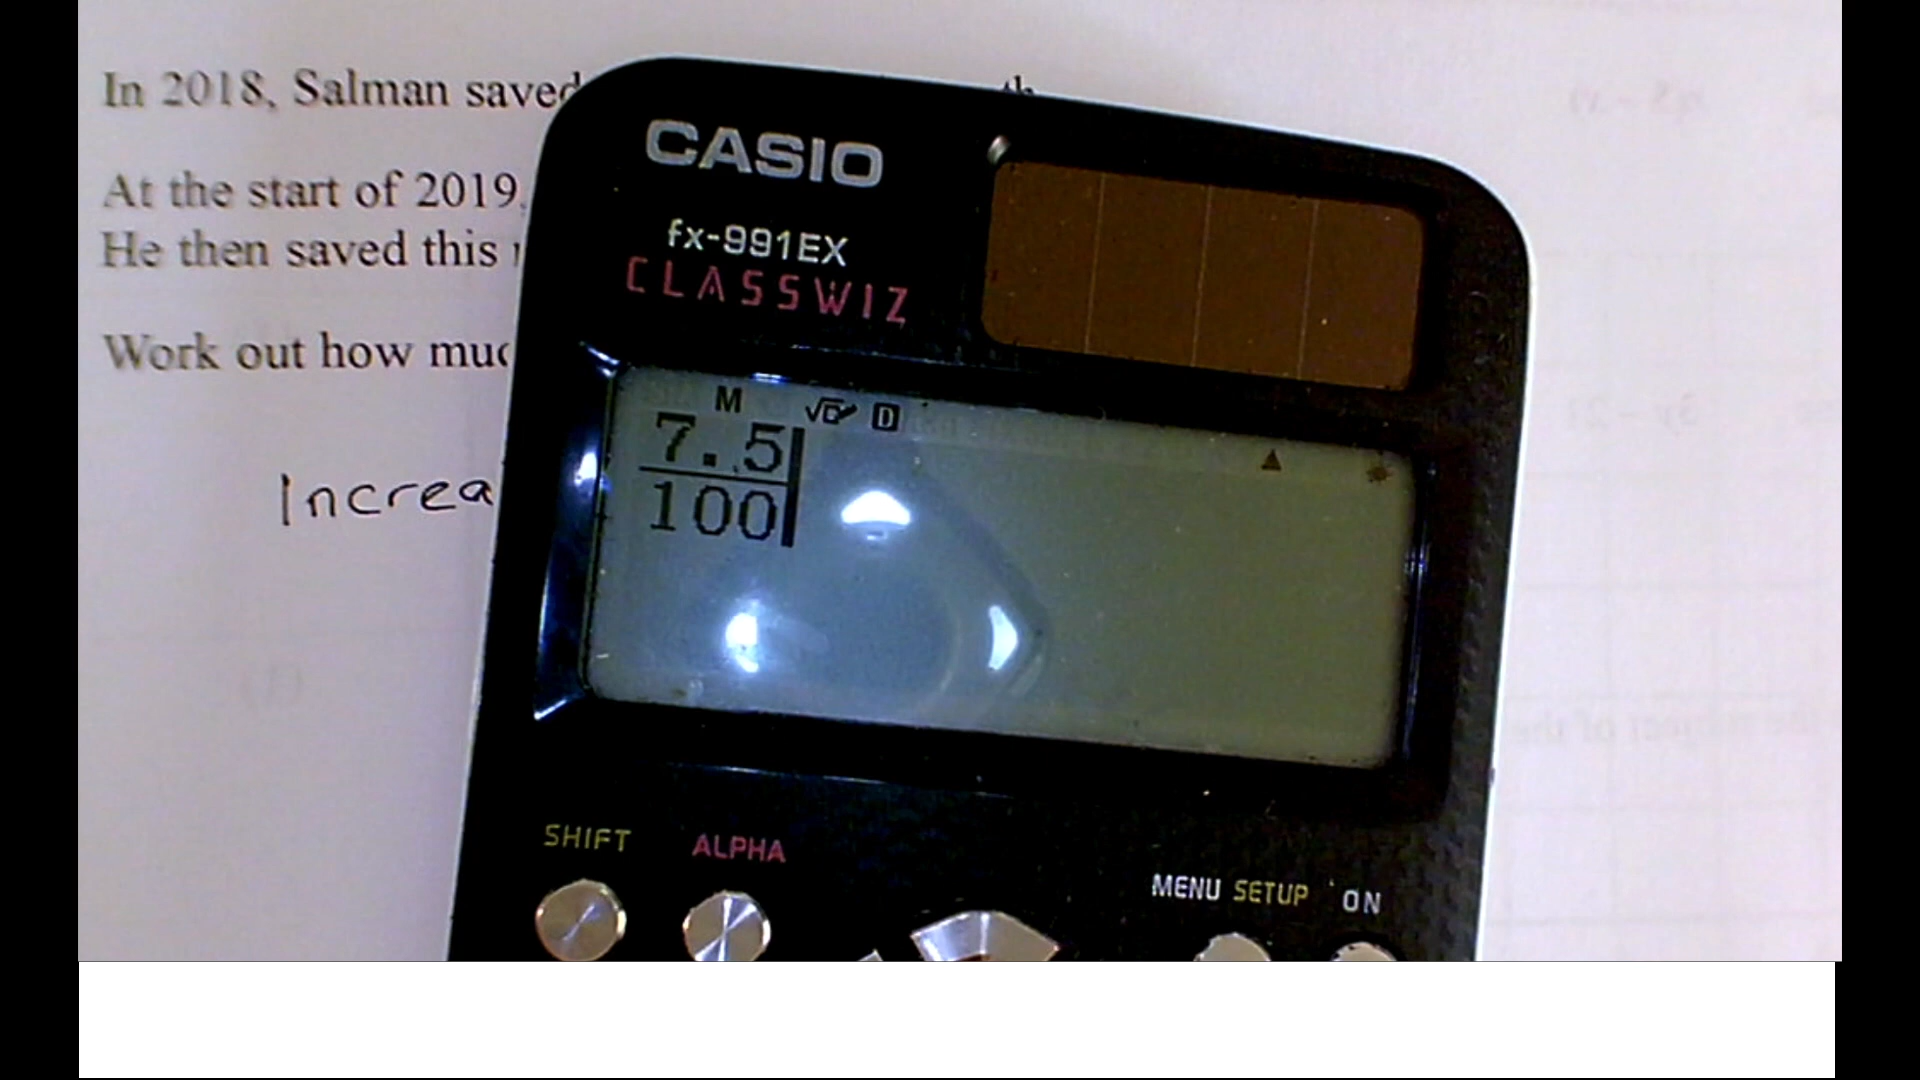 In 2018, Salman saved
At the start of 2019,
He then saved this
Work out how muc
Increa
CASIO
fx-991EX
CLASSWIZ
M √ D
7.5
100
SHIFT ALPHA
MENU SETUP ON